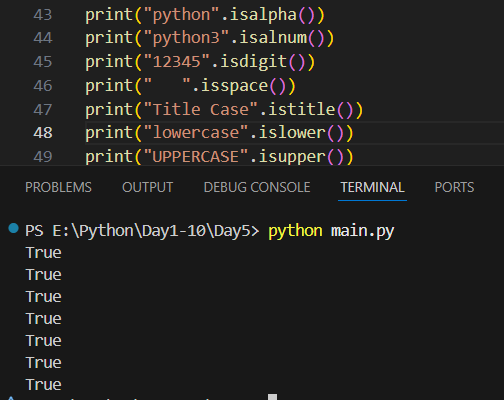 43 print("python".isalpha())
44 print("python3".isalnum())
45 print("12345".isdigit())
46 print("   ".isspace())
47 print("Title Case".istitle())
48 print("lowercase".islower())
49 print("UPPERCASE".isupper())
PROBLEMS OUTPUT DEBUG CONSOLE TERMINAL PORTS
PS E:\Python\Day1-10\Day5> python main.py
True
True
True
True
True
True
True